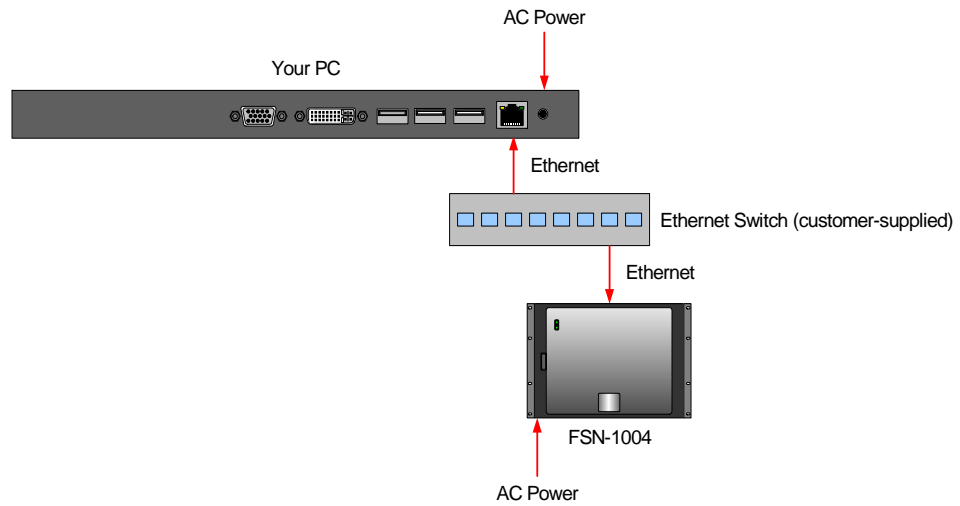 AC Power
Your PC
Ethernet
Ethernet Switch (customer-supplied)
Ethernet
FSN-1004
AC Power